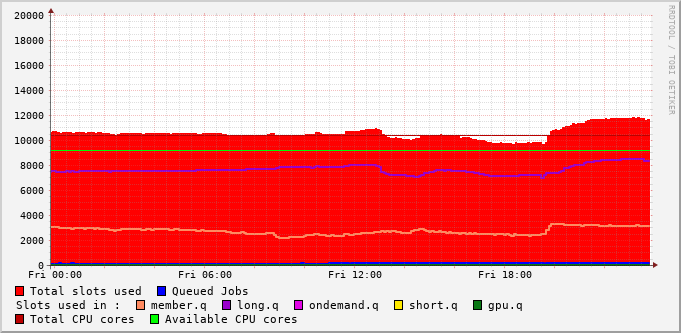 20000
18000
16000
14000
12000
10000
8000
6000
4000
2000
0
Fri 00:00 Fri 06:00 Fri 12:00 Fri 18:00
RRDTOOL / TOBI OETIKER
Total slots used Queued Jobs
Slots used in : member.q long.q ondemand.q short.q gpu.q
Total CPU cores Available CPU cores